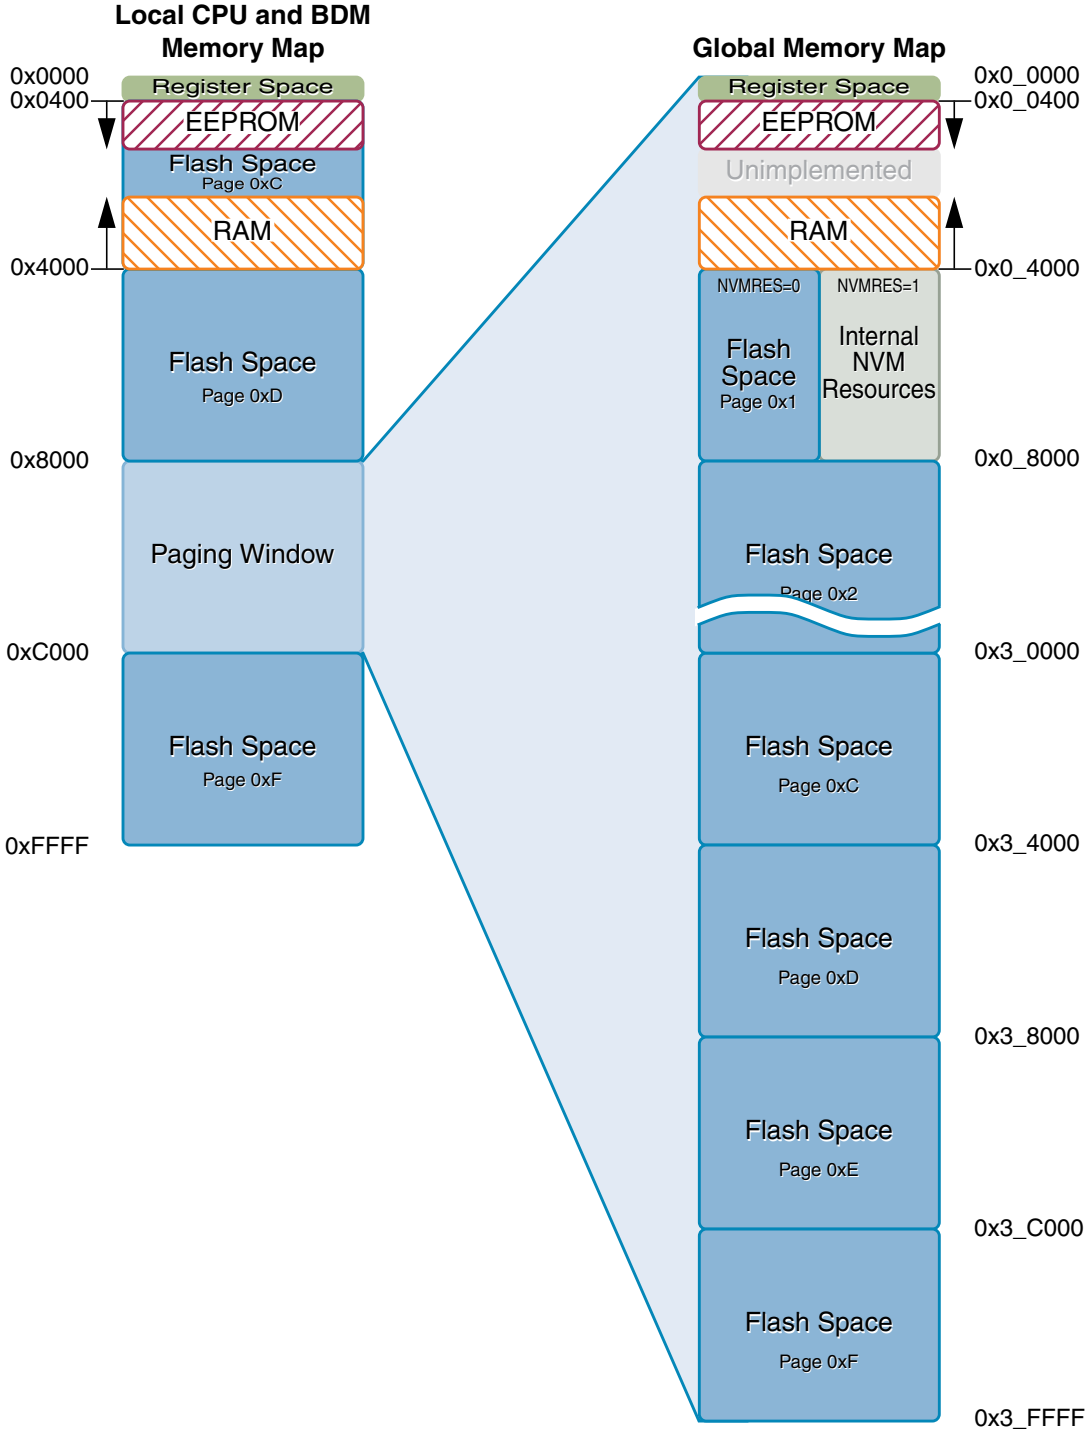 Local CPU and BDM
Memory Map
0x0000
Register Space
0x0400
EEPROM
Flash Space
Page 0xC
RAM
0x4000
Flash Space
Page 0xD
0x8000
Paging Window
0xC000
Flash Space
Page 0xF
0xFFFF
Global Memory Map
0x0_0000
Register Space
0x0_0400
EEPROM
Unimplemented
RAM
0x0_4000
NVMRES=0
Flash
Space
Page 0x1
NVMRES=1
Internal
NVM
Resources
0x0_8000
Flash Space
Page 0x2
0x3_0000
Flash Space
Page 0xC
0x3_4000
Flash Space
Page 0xD
0x3_8000
Flash Space
Page 0xE
0x3_C000
Flash Space
Page 0xF
0x3_FFFF